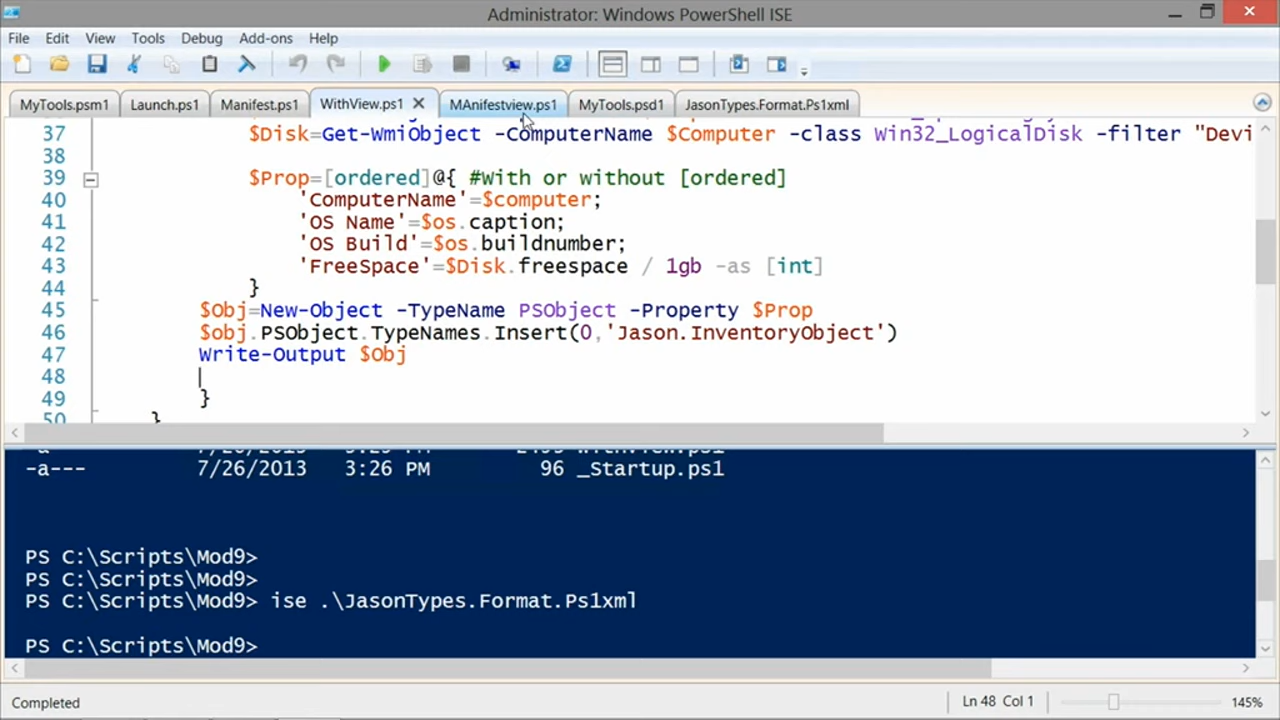 Administrator: Windows PowerShell ISE
File Edit View Tools Debug Add-ons Help
MyTools.psm1 Launch.ps1 Manifest.ps1 WithView.ps1 MAnifestview.ps1 MyTools.psd1 JasonTypes.Format.Ps1xml
37 $Disk=Get-WmiObject -ComputerName $Computer -class Win32_LogicalDisk -filter "Devi
38
39 $Prop=[ordered]@{ #With or without [ordered]
40 'ComputerName'=$computer;
41 'OS Name'=$os.caption;
42 'OS Build'=$os.buildnumber;
43 'FreeSpace'=$Disk.freespace / 1gb -as [int]
44 }
45 $Obj=New-Object -TypeName PSObject -Property $Prop
46 $obj.PSObject.TypeNames.Insert(0,'Jason.InventoryObject')
47 Write-Output $Obj
48
49 }
50 }
-a--- 7/26/2013 3:26 PM 96 _Startup.ps1
PS C:\Scripts\Mod9>
PS C:\Scripts\Mod9>
PS C:\Scripts\Mod9> ise .\JasonTypes.Format.Ps1xml
PS C:\Scripts\Mod9>
Completed Ln 48 Col 1 145%